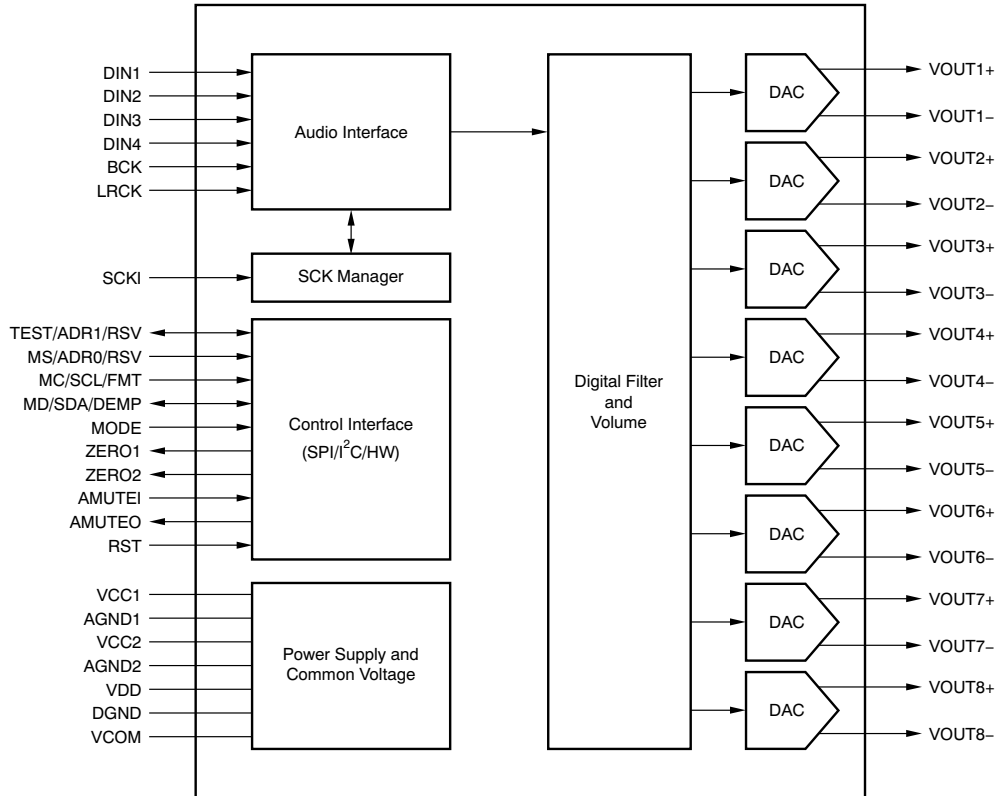 DIN1
DIN2
DIN3
DIN4
BCK
LRCK
Audio Interface
SCKI
SCK Manager
TEST/ADR1/RSV
MS/ADR0/RSV
MC/SCL/FMT
MD/SDA/DEMP
MODE
ZERO1
ZERO2
AMUTEI
AMUTEO
RST
Control Interface
(SPI/I²C/HW)
VCC1
AGND1
VCC2
AGND2
VDD
DGND
VCOM
Power Supply and
Common Voltage
Digital Filter
and
Volume
DAC
VOUT1+
VOUT1−
DAC
VOUT2+
VOUT2−
DAC
VOUT3+
VOUT3−
DAC
VOUT4+
VOUT4−
DAC
VOUT5+
VOUT5−
DAC
VOUT6+
VOUT6−
DAC
VOUT7+
VOUT7−
DAC
VOUT8+
VOUT8−